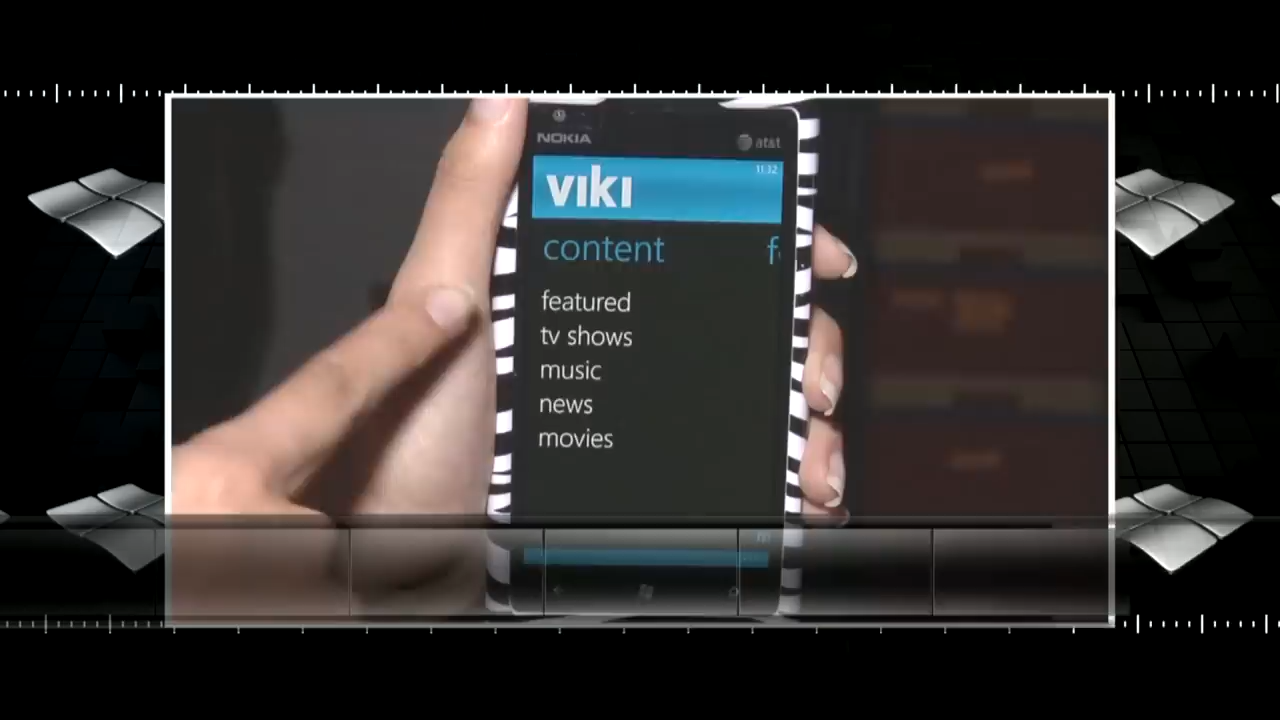 NOKIA
at&t
11:32
viki
content
featured
tv shows
music
news
movies